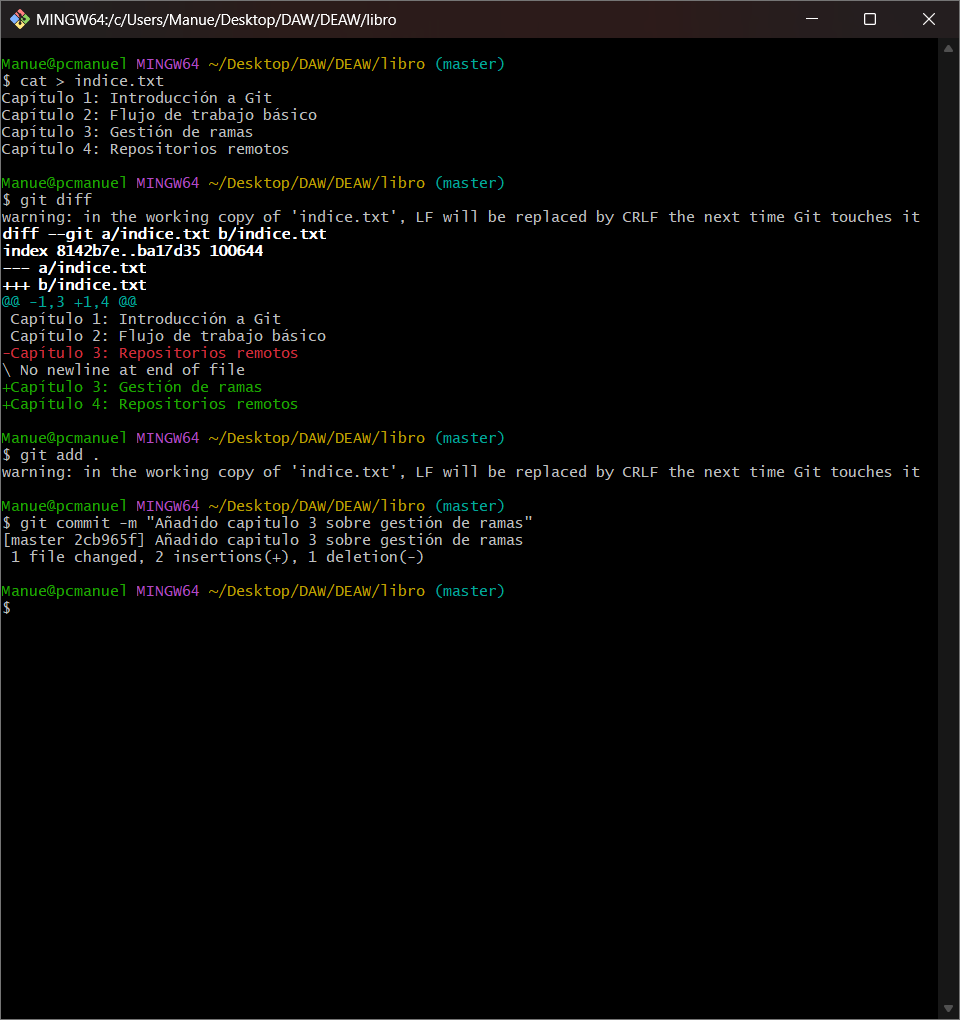 MINGW64:/c/Users/Manue/Desktop/DAW/DEAW/libro
Manue@pcmanuel MINGW64 ~/Desktop/DAW/DEAW/libro (master)
$ cat > indice.txt
Capítulo 1: Introducción a Git
Capítulo 2: Flujo de trabajo básico
Capítulo 3: Gestión de ramas
Capítulo 4: Repositorios remotos
Manue@pcmanuel MINGW64 ~/Desktop/DAW/DEAW/libro (master)
$ git diff
warning: in the working copy of 'indice.txt', LF will be replaced by CRLF the next time Git touches it
diff --git a/indice.txt b/indice.txt
index 8142b7e..ba17d35 100644
--- a/indice.txt
+++ b/indice.txt
@@ -1,3 +1,4 @@
 Capítulo 1: Introducción a Git
 Capítulo 2: Flujo de trabajo básico
-Capítulo 3: Repositorios remotos
\ No newline at end of file
+Capítulo 3: Gestión de ramas
+Capítulo 4: Repositorios remotos
Manue@pcmanuel MINGW64 ~/Desktop/DAW/DEAW/libro (master)
$ git add .
warning: in the working copy of 'indice.txt', LF will be replaced by CRLF the next time Git touches it
Manue@pcmanuel MINGW64 ~/Desktop/DAW/DEAW/libro (master)
$ git commit -m "Añadido capitulo 3 sobre gestión de ramas"
[master 2cb965f] Añadido capitulo 3 sobre gestión de ramas
 1 file changed, 2 insertions(+), 1 deletion(-)
Manue@pcmanuel MINGW64 ~/Desktop/DAW/DEAW/libro (master)
$